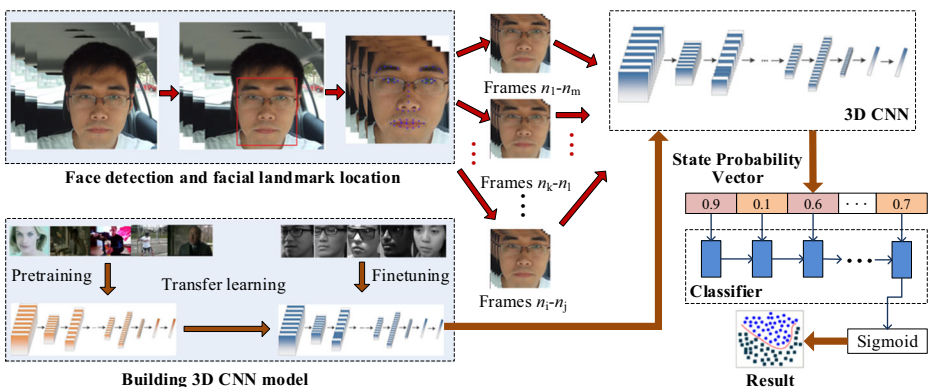 Frames n₁-nₘ
3D CNN
Face detection and facial landmark location
Frames nₖ-nₗ
...
State Probability
Vector
0.9 0.1 0.6 · · · 0.7
Pretraining
Transfer learning
Finetuning
Frames nᵢ-nⱼ
Classifier
Sigmoid
Building 3D CNN model
Result